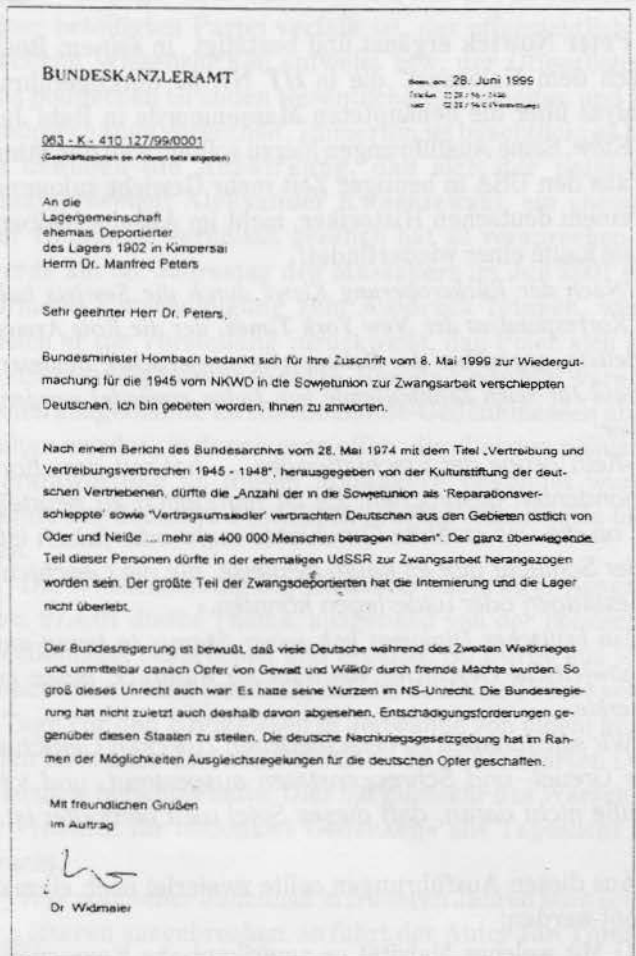 BUNDESKANZLERAMT
28. Juni 1999
063 - K - 410 127/99/0001
(Geschäftszeichen bei Antwort bitte angeben)
An die
Lagergemeinschaft
ehemals Deportierter
des Lagers 1902 in Kimpersai
Herrn Dr. Manfred Peters
Sehr geehrter Herr Dr. Peters,
Bundesminister Hombach bedankt sich für Ihre Zuschrift vom 8. Mai 1999 zur Wiedergut-
machung für die 1945 vom NKWD in die Sowjetunion zur Zwangsarbeit verschleppten
Deutschen. Ich bin gebeten worden, Ihnen zu antworten.
Nach einem Bericht des Bundesarchivs vom 28. Mai 1974 mit dem Titel „Vertreibung und
Vertreibungsverbrechen 1945 - 1948", herausgegeben von der Kulturstiftung der deut-
schen Vertriebenen, dürfte die „Anzahl der in die Sowjetunion als 'Reparationsver-
schleppte' sowie 'Vertragsumsiedler' verbrachten Deutschen aus den Gebieten östlich von
Oder und Neiße ... mehr als 400 000 Menschen betragen haben". Der ganz überwiegende
Teil dieser Personen dürfte in der ehemaligen UdSSR zur Zwangsarbeit herangezogen
worden sein. Der größte Teil der Zwangsdeportierten hat die Internierung und die Lager
nicht überlebt.
Der Bundesregierung ist bewußt, daß viele Deutsche während des Zweiten Weltkrieges
und unmittelbar danach Opfer von Gewalt und Willkür durch fremde Mächte wurden. So
groß dieses Unrecht auch war: Es hatte seine Wurzeln im NS-Unrecht. Die Bundesregie-
rung hat nicht zuletzt auch deshalb davon abgesehen, Entschädigungsforderungen ge-
genüber diesen Staaten zu stellen. Die deutsche Nachkriegsgesetzgebung hat im Rah-
men der Möglichkeiten Ausgleichsregelungen für die deutschen Opfer geschaffen.
Mit freundlichen Grüßen
Im Auftrag
Dr. Widmaier